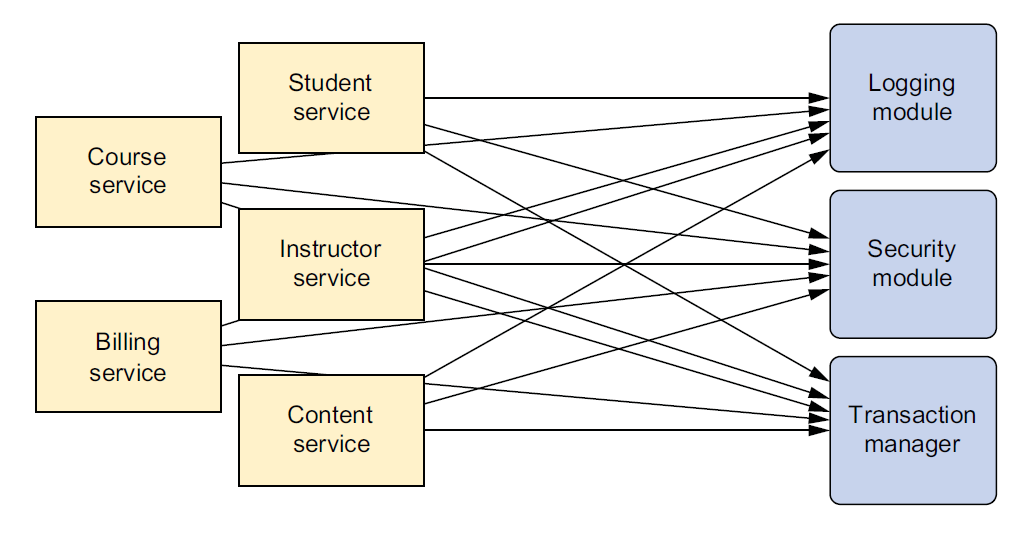 Student
service
Course
service
Instructor
service
Billing
service
Content
service
Logging
module
Security
module
Transaction
manager